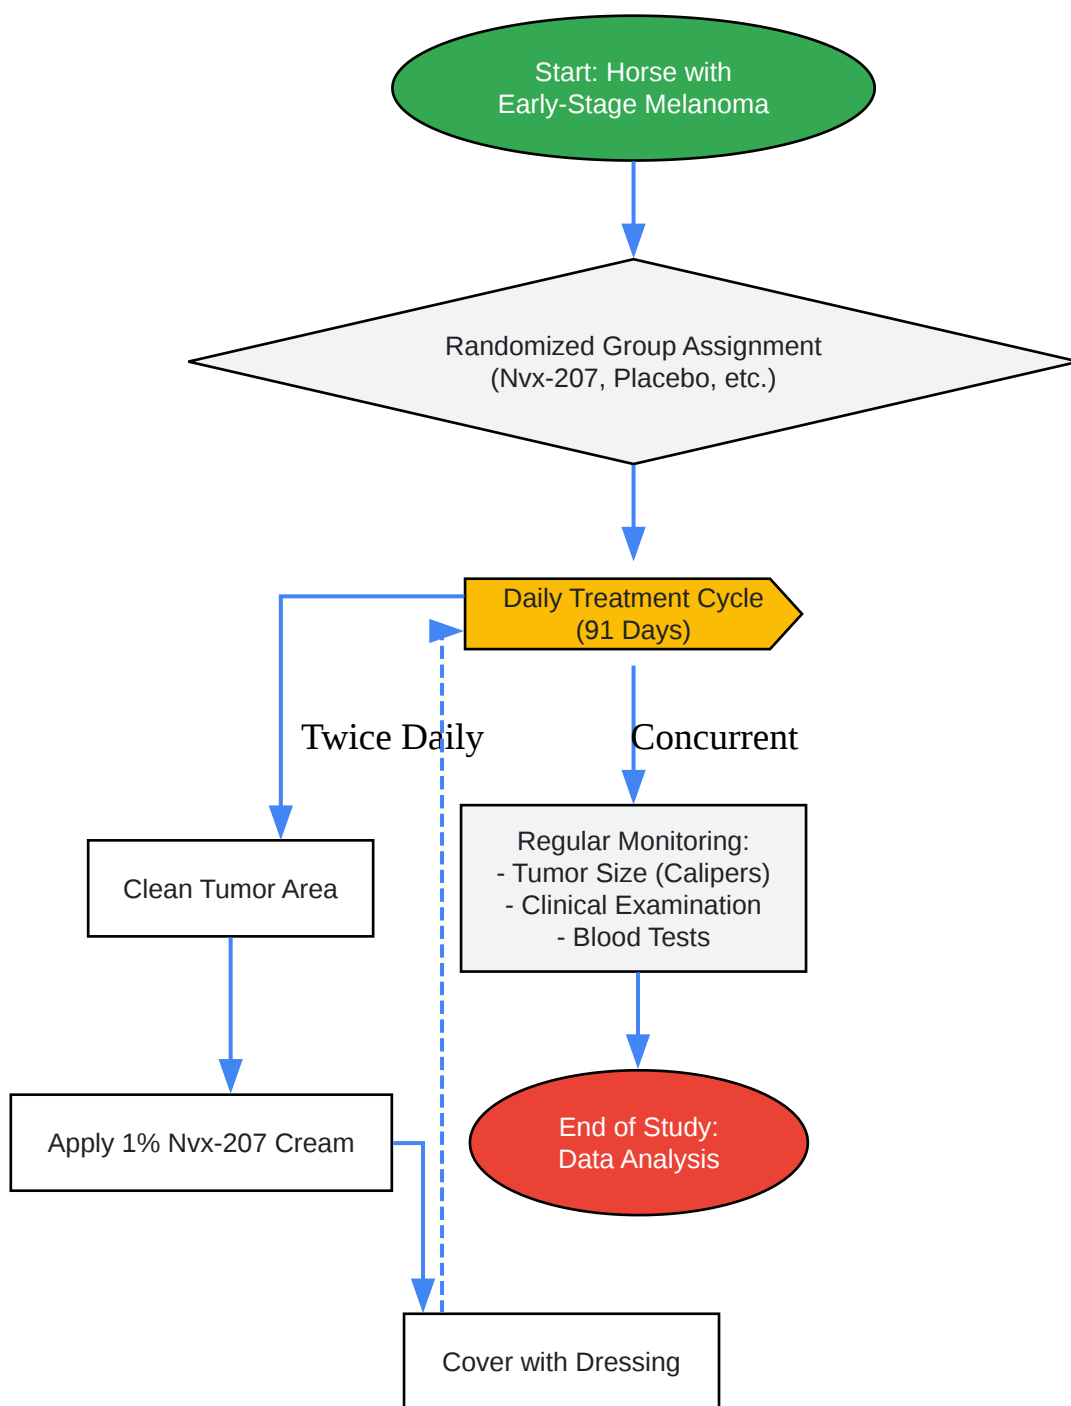 Start: Horse with
Early-Stage Melanoma
Randomized Group Assignment
(Nvx-207, Placebo, etc.)
Daily Treatment Cycle
(91 Days)
Twice Daily
Concurrent
Regular Monitoring:
- Tumor Size (Calipers)
- Clinical Examination
- Blood Tests
Clean Tumor Area
Apply 1% Nvx-207 Cream
End of Study:
Data Analysis
Cover with Dressing